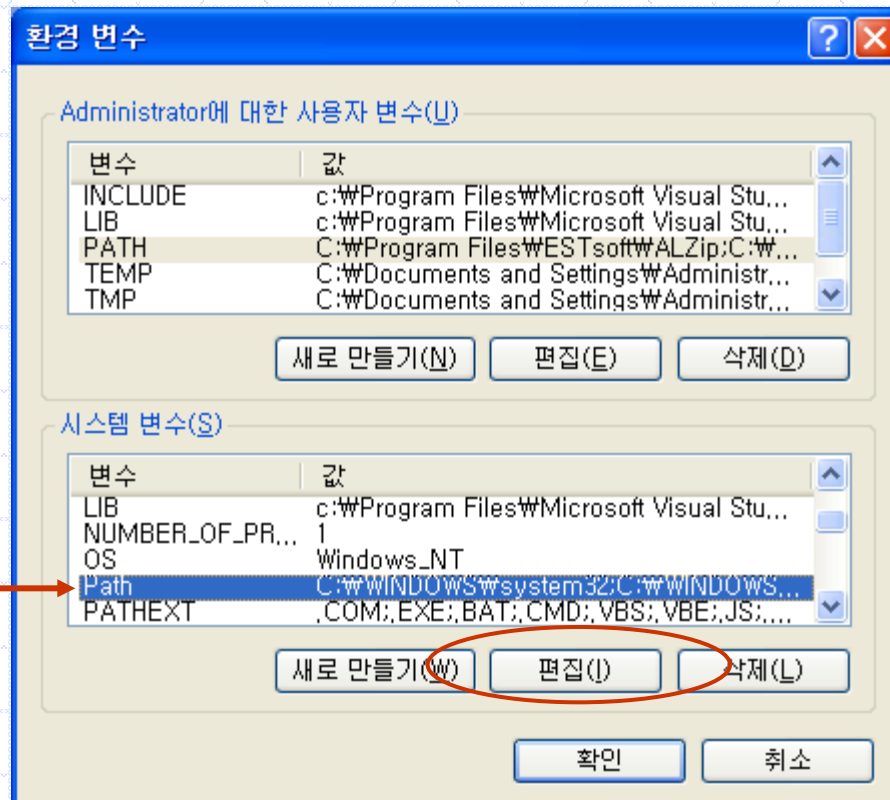 환경 변수
Administrator에 대한 사용자 변수(U)
변수 값
INCLUDE c:₩Program Files₩Microsoft Visual Stu...
LIB c:₩Program Files₩Microsoft Visual Stu...
PATH C:₩Program Files₩ESTsoft₩ALZip;C:₩...
TEMP C:₩Documents and Settings₩Administr...
TMP C:₩Documents and Settings₩Administr...
새로 만들기(N) 편집(E) 삭제(D)
시스템 변수(S)
변수 값
LIB c:₩Program Files₩Microsoft Visual Stu...
NUMBER_OF_PR... 1
OS Windows_NT
Path C:₩WINDOWS₩system32;C:₩WINDOWS...
PATHEXT .COM;.EXE;.BAT;.CMD;.VBS;.VBE;.JS;....
새로 만들기(W) 편집(I) 삭제(L)
확인 취소